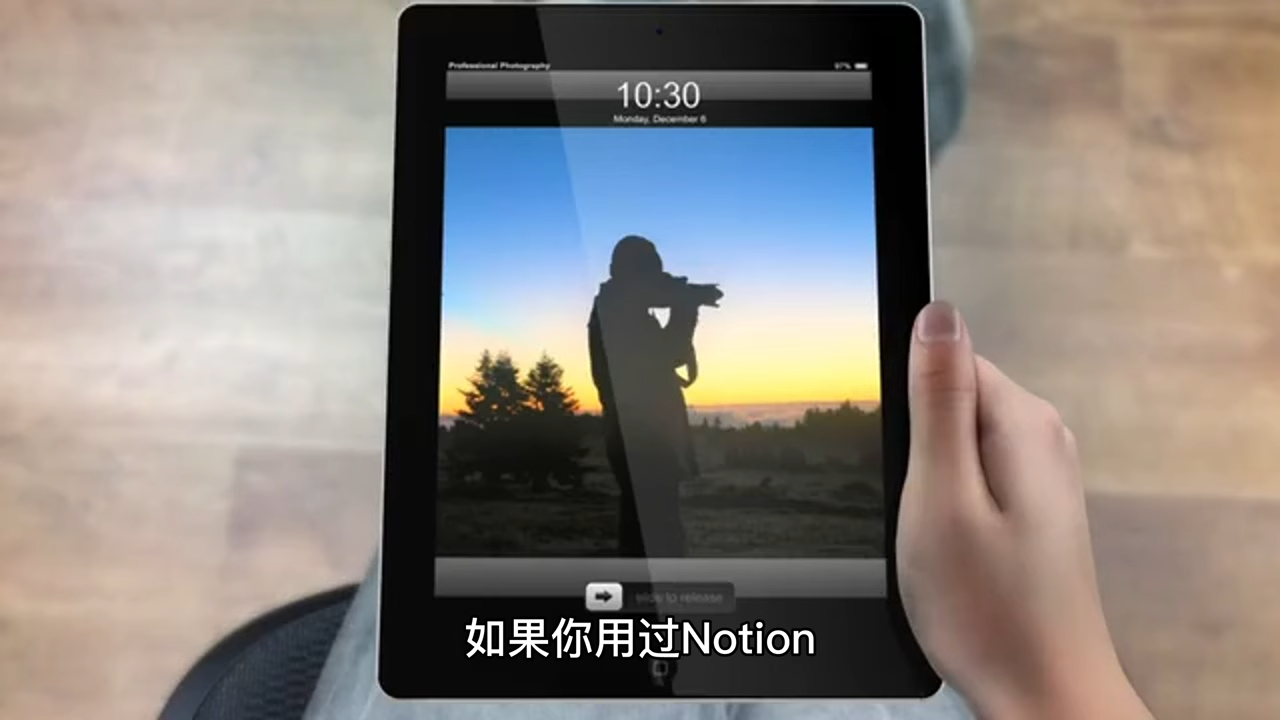 Professional Photography 97%
10:30
Monday, December 6
slide to release
如果你用过Notion